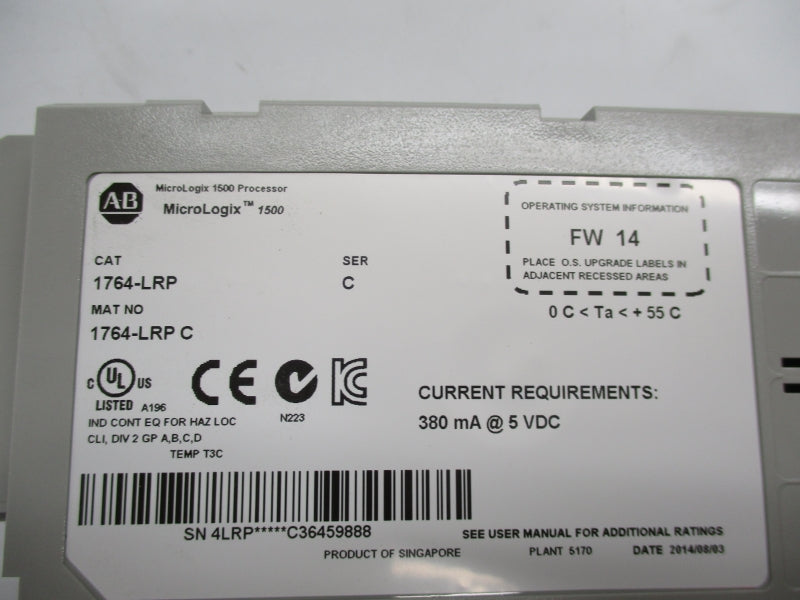 AB
MicroLogix 1500 Processor
MicroLogix™ 1500
CAT
SER
1764-LRP
C
MAT NO
1764-LRP C
OPERATING SYSTEM INFORMATION
FW 14
PLACE O.S. UPGRADE LABELS IN
ADJACENT RECESSED AREAS
0 C < Ta < + 55 C
C UL US
LISTED A196
CE
N223
KC
IND CONT EQ FOR HAZ LOC
CLI, DIV 2 GP A,B,C,D
TEMP T3C
CURRENT REQUIREMENTS:
380 mA @ 5 VDC
SN 4LRP*****C36459888
SEE USER MANUAL FOR ADDITIONAL RATINGS
PRODUCT OF SINGAPORE
PLANT 5170
DATE 2014/08/03